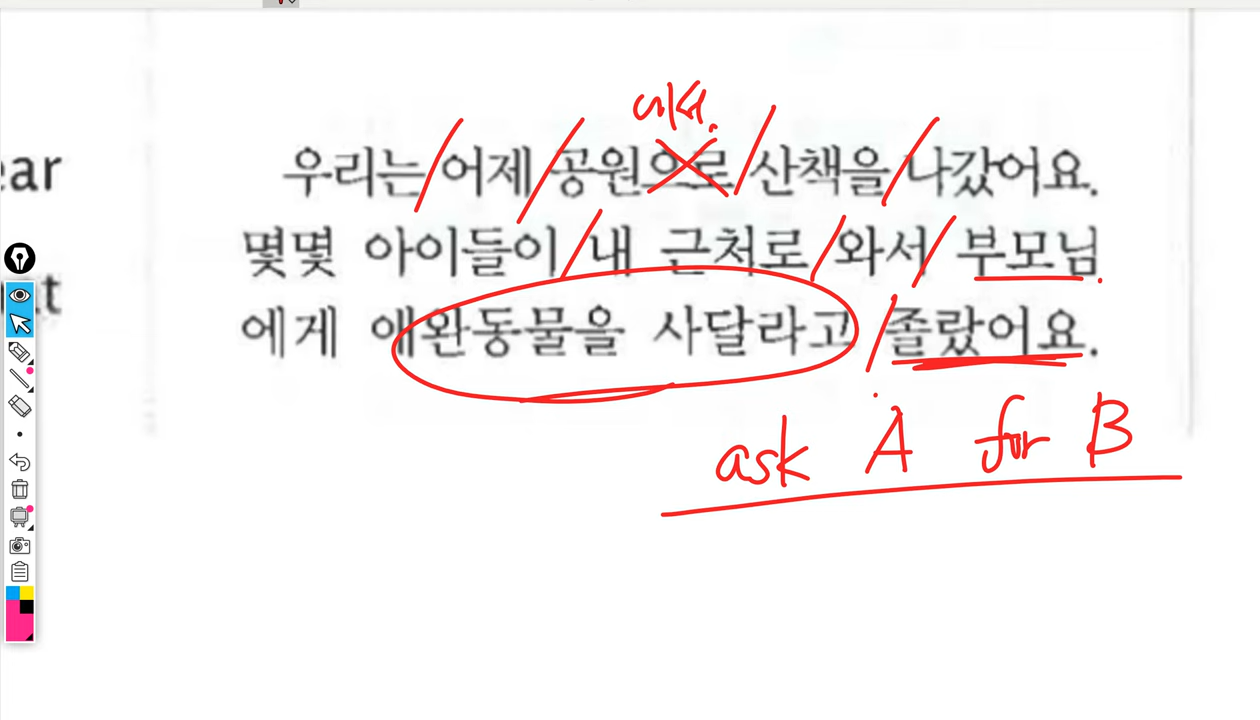 ear
에서.
우리는 어제 공원으로 산책을 나갔어요.
몇몇 아이들이 내 근처로 와서 부모님
에게 애완동물을 사달라고 졸랐어요.
ask A for B